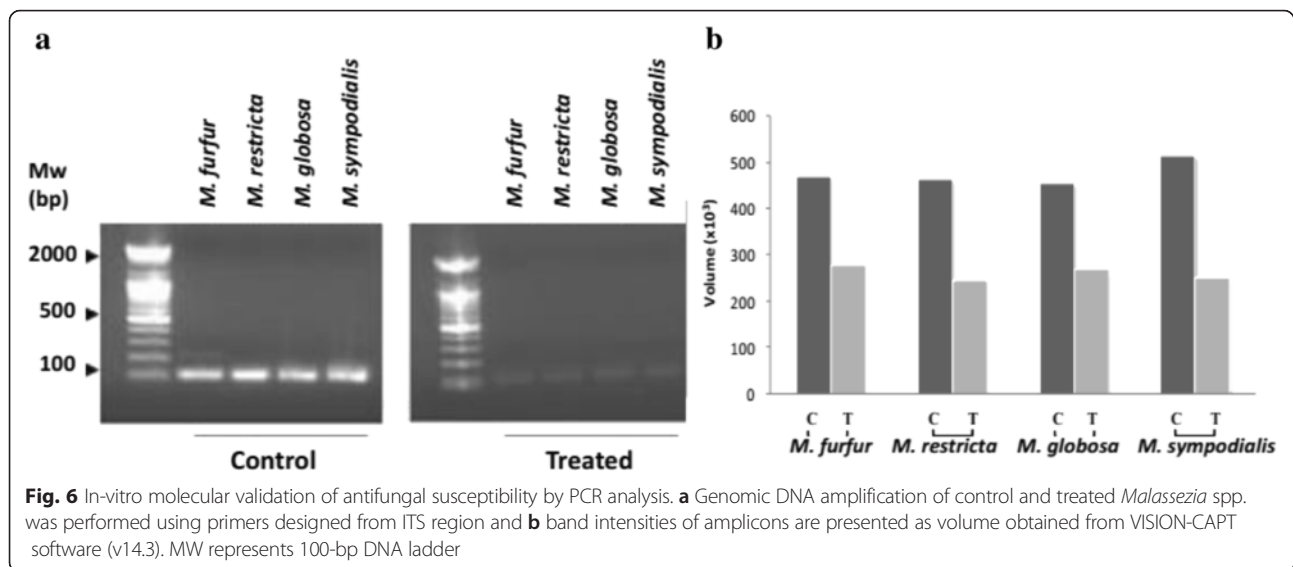 a
M. furfur
M. restricta
M. globosa
M. sympodialis
M. furfur
M. restricta
M. globosa
M. sympodialis
Mw
(bp)
2000
500
100
Control
Treated
b
Volume (x10³)
600
500
400
300
200
100
0
C T C T C T C T
M. furfur M. restricta M. globosa M. sympodialis
Fig. 6 In-vitro molecular validation of antifungal susceptibility by PCR analysis. a Genomic DNA amplification of control and treated Malassezia spp.
was performed using primers designed from ITS region and b band intensities of amplicons are presented as volume obtained from VISION-CAPT
software (v14.3). MW represents 100-bp DNA ladder